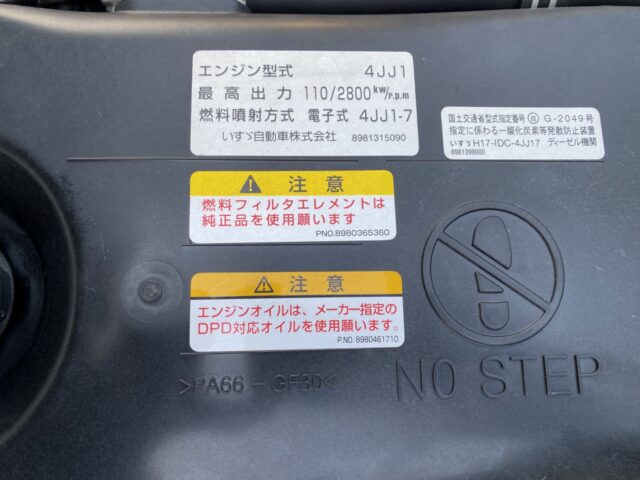 エンジン型式 4JJ1
最高出力 110/2800kw/r.p.m
燃料噴射方式 電子式 4JJ1-7
いすゞ自動車株式会社 8981315090
国土交通省型式指定番号 G-2049号
指定に係わる一酸化炭素等発散防止装置
いすゞH17-IDC-4JJ17 ディーゼル機関
8981399000
注意
燃料フィルタエレメントは
純正品を使用願います
PNO.8980365360
注意
エンジンオイルは、メーカー指定の
DPD対応オイルを使用願います。
P.NO. 8980461710
>PA66-GF30<
NO STEP